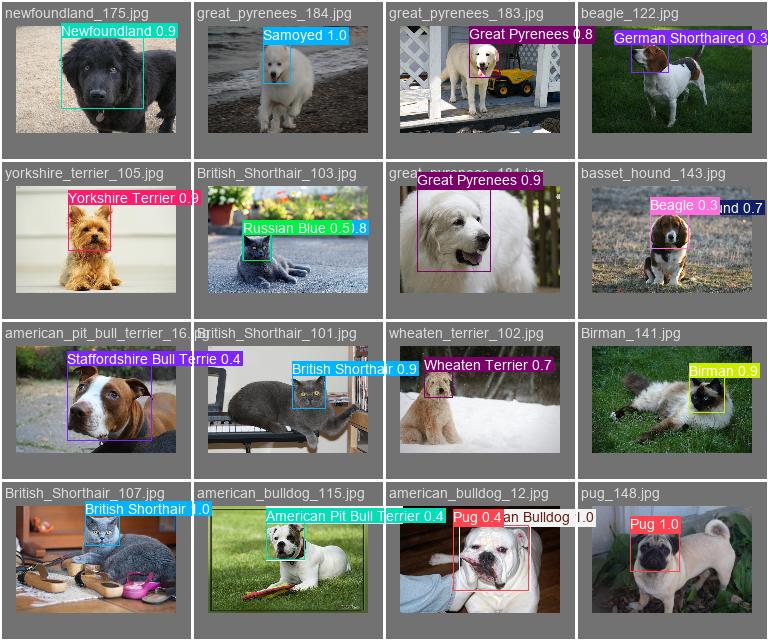 newfoundland_175.jpg
Newfoundland 0.9
great_pyrenees_184.jpg
Samoyed 1.0
great_pyrenees_183.jpg
Great Pyrenees 0.8
beagle_122.jpg
German Shorthaired 0.3
yorkshire_terrier_105.jpg
Yorkshire Terrier 0.9
British_Shorthair_103.jpg
Russian Blue 0.5
0.8
great_pyrenees_181.jpg
Great Pyrenees 0.9
basset_hound_143.jpg
Beagle 0.3
und 0.7
american_pit_bull_terrier_16.jpg
Staffordshire Bull Terrie 0.4
British_Shorthair_101.jpg
British Shorthair 0.9
wheaten_terrier_102.jpg
Wheaten Terrier 0.7
Birman_141.jpg
Birman 0.9
British_Shorthair_107.jpg
British Shorthair 1.0
american_bulldog_115.jpg
American Pit Bull Terrier 0.4
american_bulldog_12.jpg
Pug 0.4
an Bulldog 1.0
pug_148.jpg
Pug 1.0